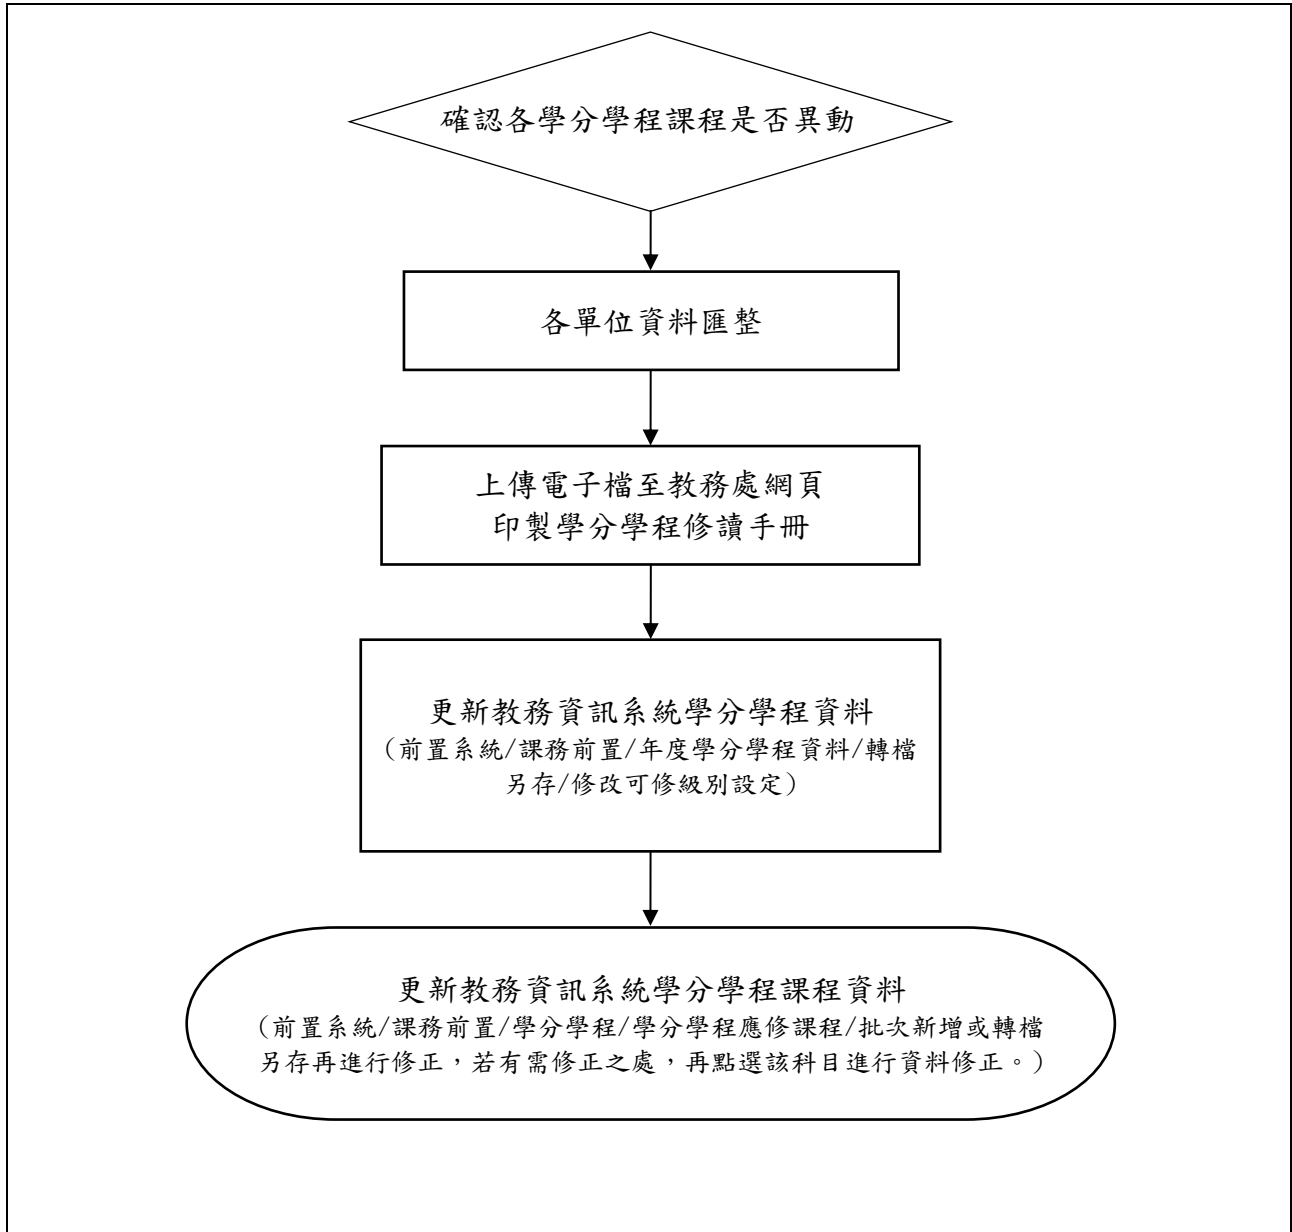 確認各學分學程課程是否異動
各單位資料匯整
上傳電子檔至教務處網頁
印製學分學程修讀手冊
更新教務資訊系統學分學程資料
（前置系統/課務前置/年度學分學程資料/轉檔
另存/修改可修級別設定）
更新教務資訊系統學分學程課程資料
（前置系統/課務前置/學分學程/學分學程應修課程/批次新增或轉檔
另存再進行修正，若有需修正之處，再點選該科目進行資料修正。）